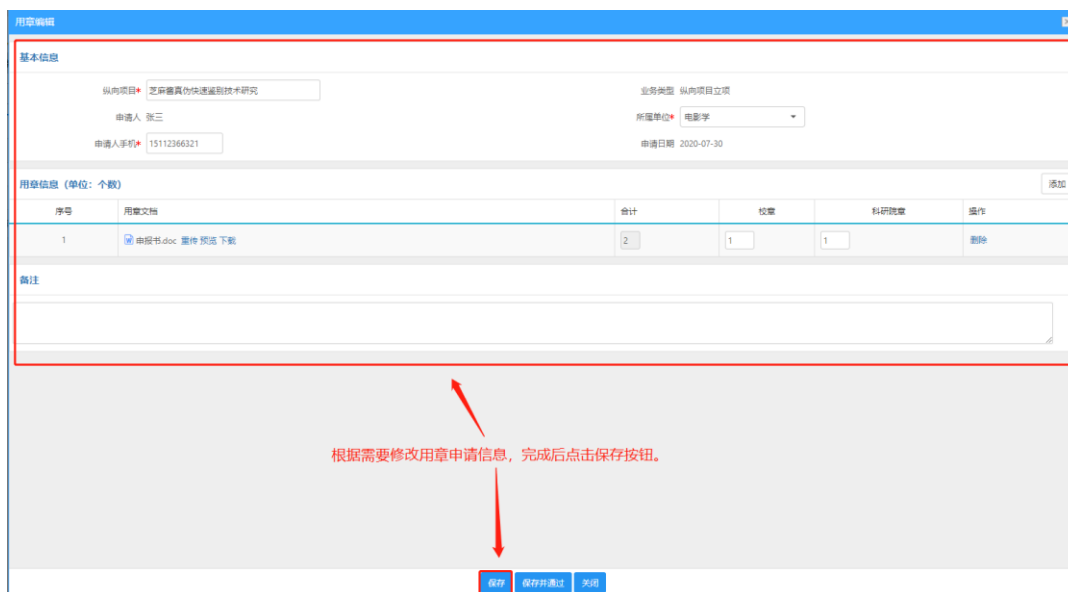 用章编辑
基本信息
纵向项目* 芝麻酱真伪快速鉴别技术研究 业务类型 纵向项目立项
申请人 张三 所属单位* 电影学
申请人手机* 15112366321 申请日期 2020-07-30
用章信息（单位：个数） 添加
序号 用章文档 合计 校章 科研院章 操作
1 申报书.doc 重传 预览 下载 2 1 1 删除
备注
根据需要修改用章申请信息，完成后点击保存按钮。
保存 保存并通过 关闭